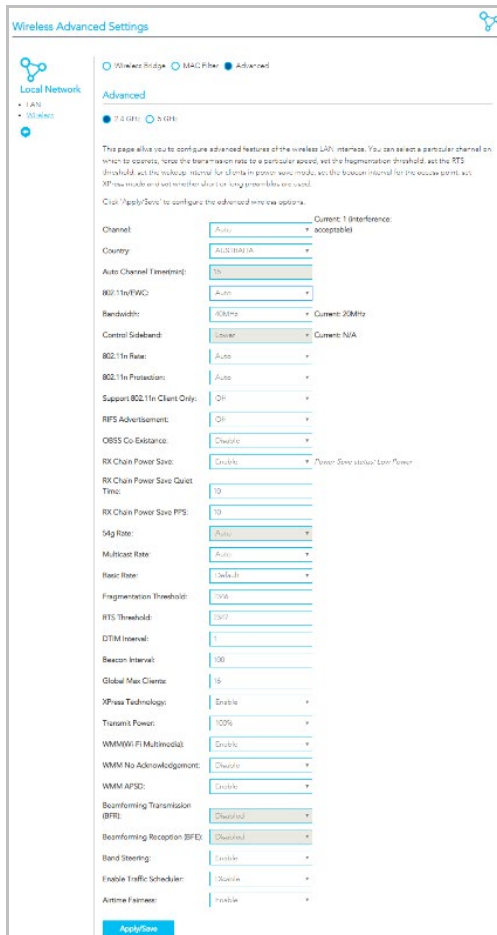 Wireless Advanced Settings
Local Network
• LAN
• Wireless
Wireless Bridge MAC Filter Advanced
Advanced
2.4 GHz 5 GHz
This page allows you to configure advanced features of the wireless LAN interface. You can select a particular channel on
which to operate, force the transmission rate to a particular speed, set the fragmentation threshold, set the RTS
threshold, set the wakeup interval for clients in power save mode, set the beacon interval for the access point, set
XPress mode and set whether short or long preambles are used.
Click 'Apply/Save' to configure the advanced wireless options.
Channel: Auto Current: 1 (interference: acceptable)
Country: AUSTRALIA
Auto Channel Timer(min): 15
802.11n/EWC: Auto
Bandwidth: 40MHz Current: 20MHz
Control Sideband: Lower Current: N/A
802.11n Rate: Auto
802.11n Protection: Auto
Support 802.11n Client Only: Off
RIFS Advertisement: Off
OBSS Co-Existance: Disable
RX Chain Power Save: Enable Power Save status: Low Power
RX Chain Power Save Quiet
Time: 10
RX Chain Power Save PPS: 10
54g Rate: Auto
Multicast Rate: Auto
Basic Rate: Default
Fragmentation Threshold: 2346
RTS Threshold: 2347
DTIM Interval: 1
Beacon Interval: 100
Global Max Clients: 16
XPress Technology: Enable
Transmit Power: 100%
WMM(Wi-Fi Multimedia): Enable
WMM No Acknowledgement: Disable
WMM APSD: Enable
Beamforming Transmission
(BFR): Disabled
Beamforming Reception (BFE): Disabled
Band Steering: Enable
Enable Traffic Scheduler: Disable
Airtime Fairness: Enable
Apply/Save